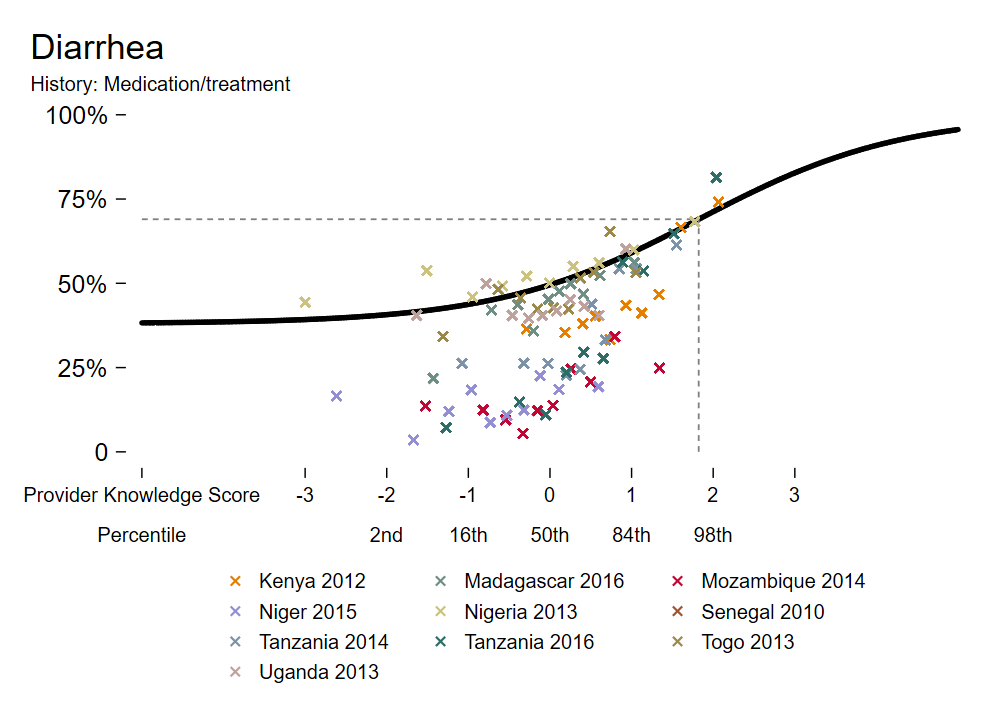 Diarrhea
History: Medication/treatment
100%
75%
50%
25%
0
Provider Knowledge Score -3 -2 -1 0 1 2 3
Percentile 2nd 16th 50th 84th 98th
Kenya 2012 Madagascar 2016 Mozambique 2014
Niger 2015 Nigeria 2013 Senegal 2010
Tanzania 2014 Tanzania 2016 Togo 2013
Uganda 2013